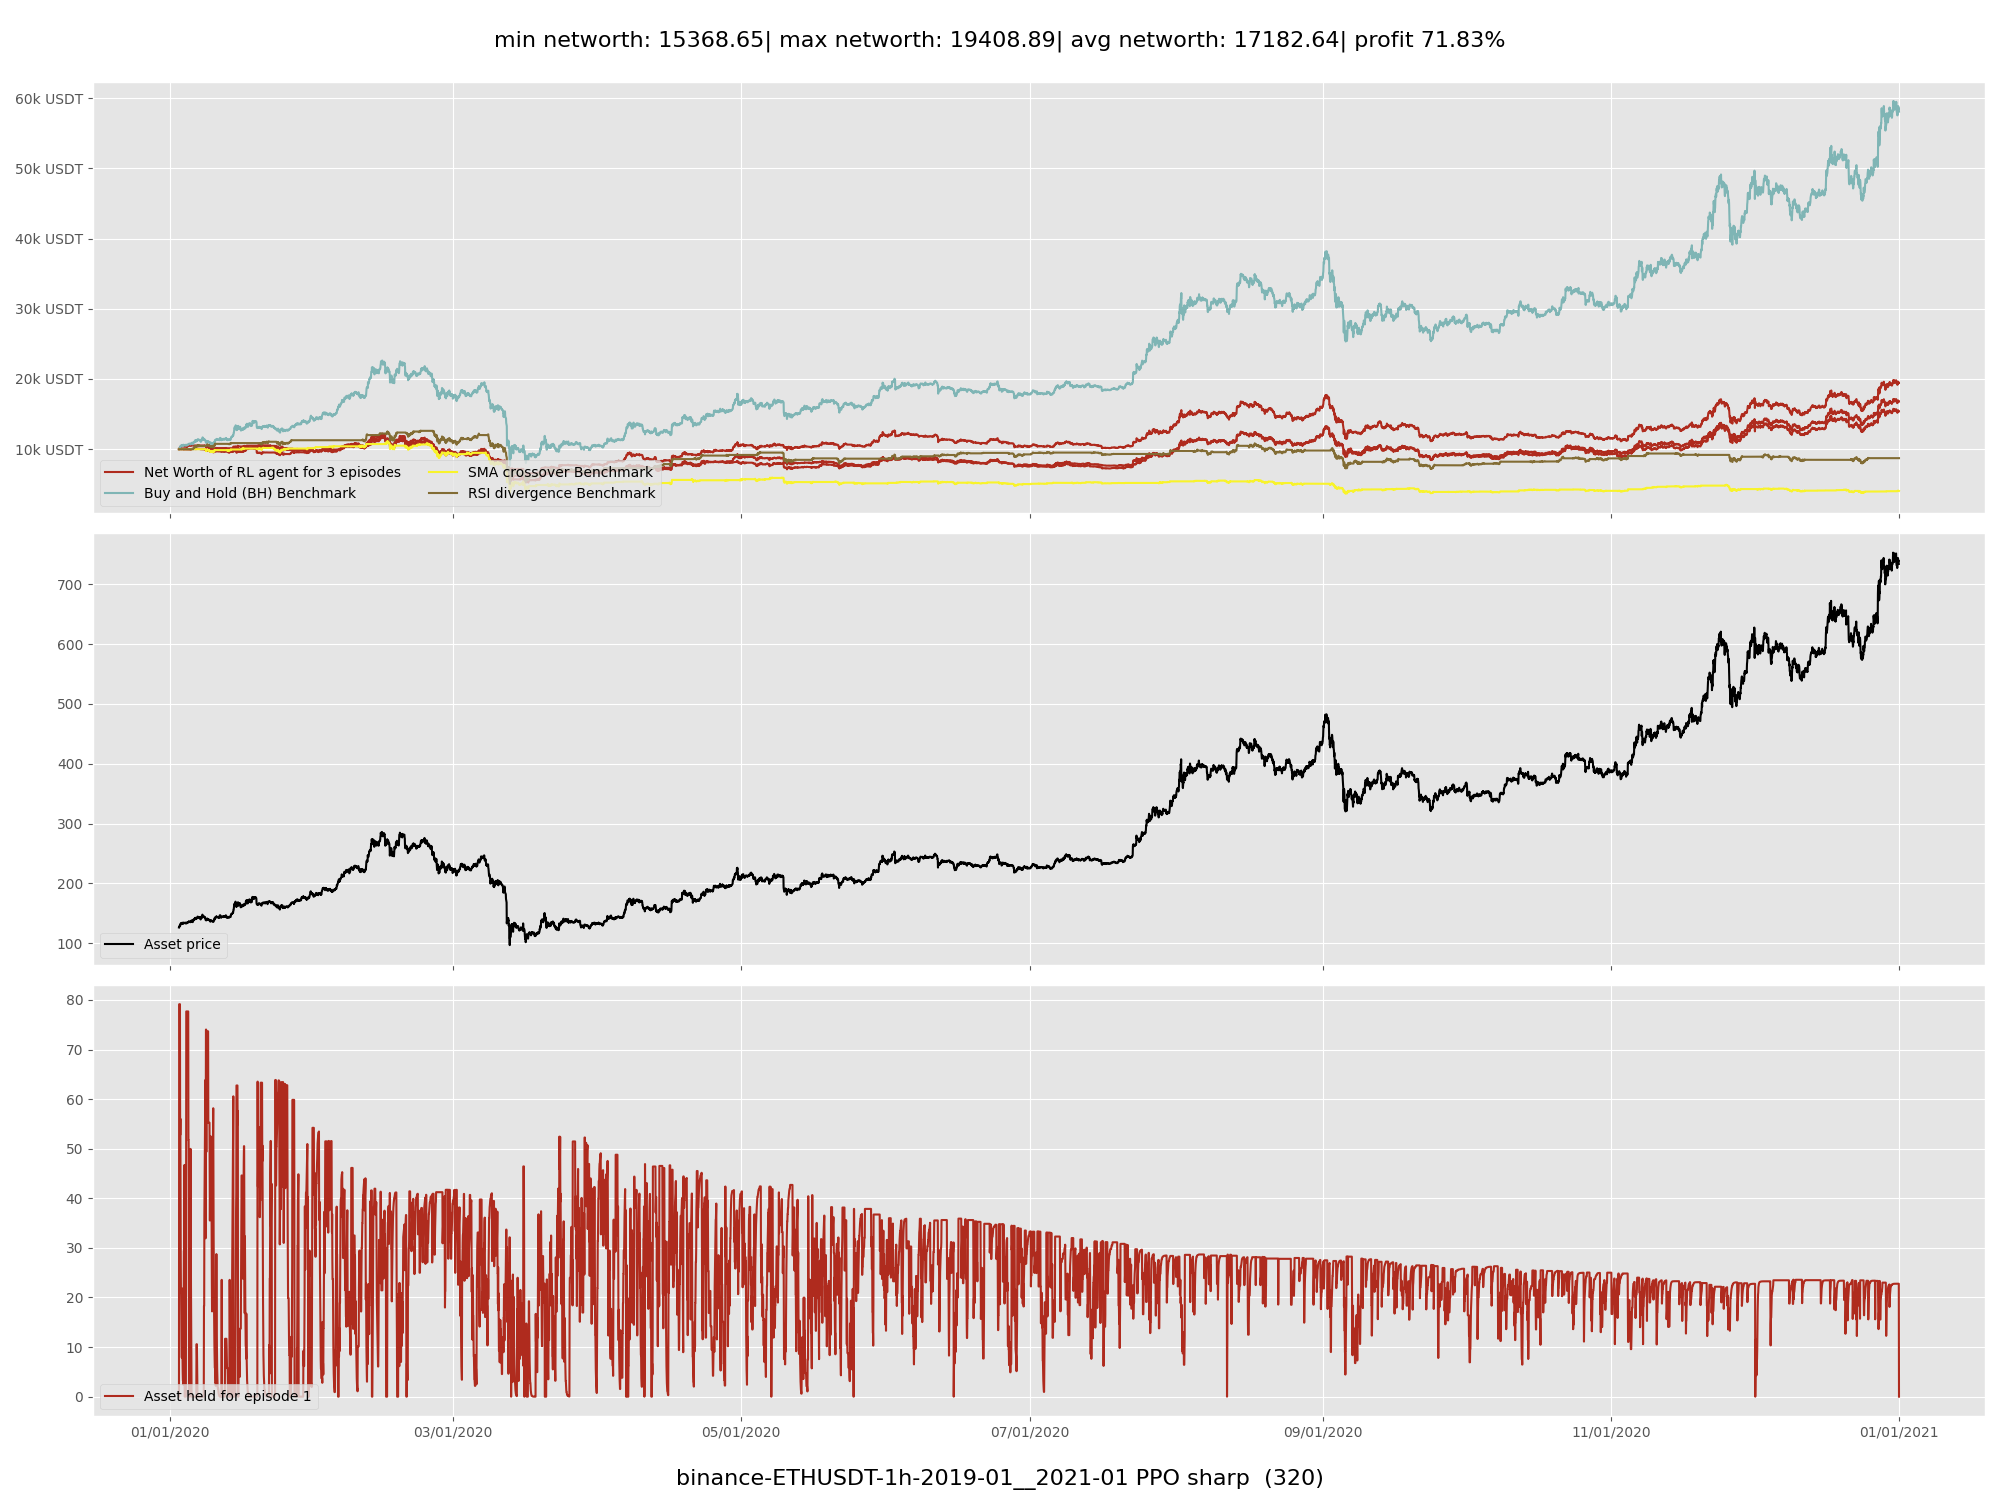 min networth: 15368.65| max networth: 19408.89| avg networth: 17182.64| profit 71.83%
60k USDT
50k USDT
40k USDT
30k USDT
20k USDT
10k USDT
Net Worth of RL agent for 3 episodes
Buy and Hold (BH) Benchmark
SMA crossover Benchmark
RSI divergence Benchmark
700
600
500
400
300
200
100
Asset price
80
70
60
50
40
30
20
10
0
Asset held for episode 1
01/01/2020 03/01/2020 05/01/2020 07/01/2020 09/01/2020 11/01/2020 01/01/2021
binance-ETHUSDT-1h-2019-01__2021-01 PPO sharp (320)